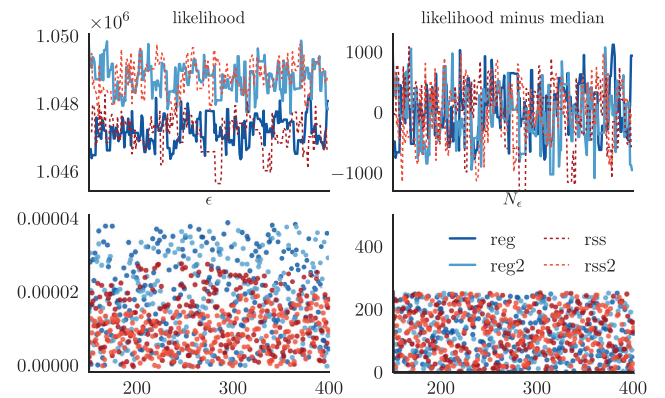 ×10⁶ likelihood likelihood minus median
1.050
1.048
1.046
1000
0
−1000
ϵ N_ϵ
0.00004
0.00002
0.00000
400
200
0
reg rss
reg2 rss2
200 300 400 200 300 400